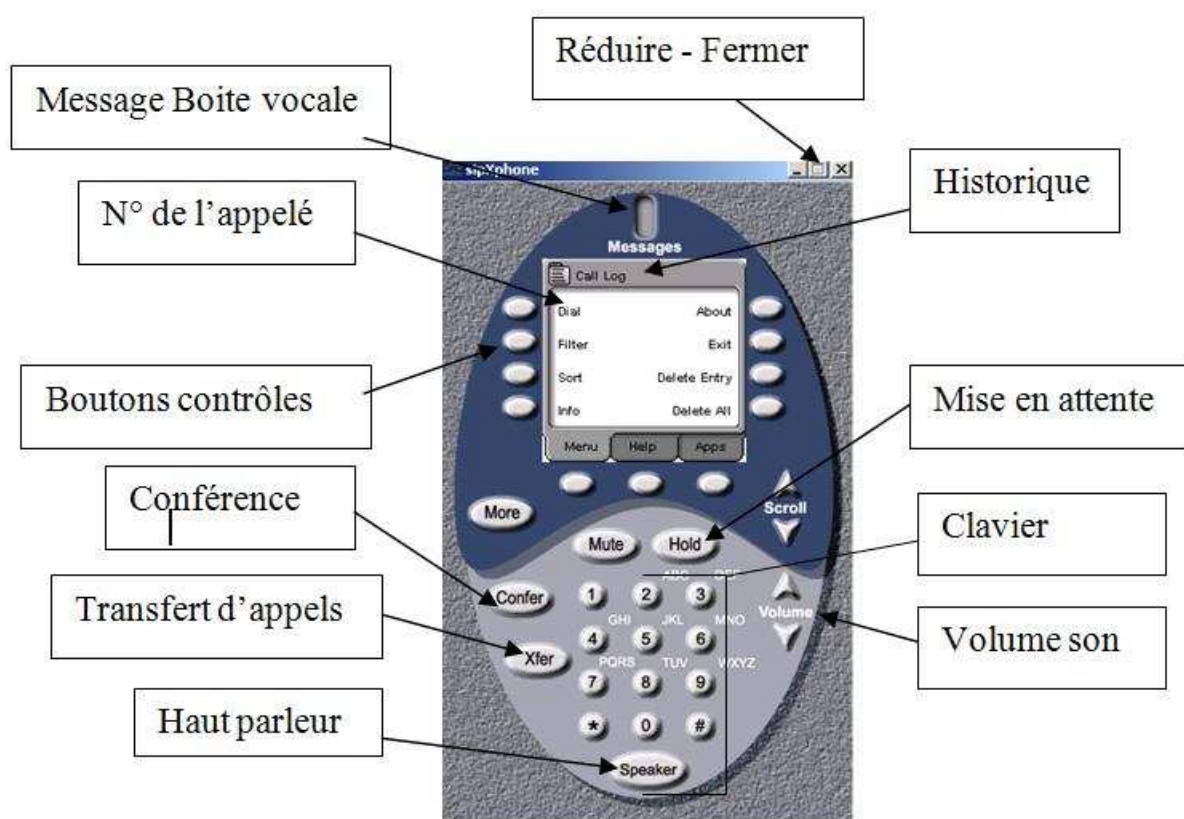 Réduire - Fermer
Message Boite vocale
sipXphone
Historique
N° de l'appelé
Messages
Call Log
Dial About
Filter Exit
Sort Delete Entry
Info Delete All
Menu Help Apps
Boutons contrôles
Mise en attente
Conférence
More
Scroll
Mute Hold
Clavier
ABC DEF
Confer 1 2 3
Volume
Transfert d'appels
GHI JKL MNO
4 5 6
Volume son
Xfer
PQRS TUV WXYZ
7 8 9
Haut parleur
* 0 #
Speaker